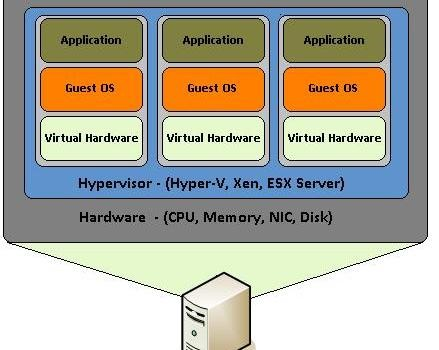 Application Application Application
Guest OS Guest OS Guest OS
Virtual Hardware Virtual Hardware Virtual Hardware
Hypervisor - (Hyper-V, Xen, ESX Server)
Hardware - (CPU, Memory, NIC, Disk)